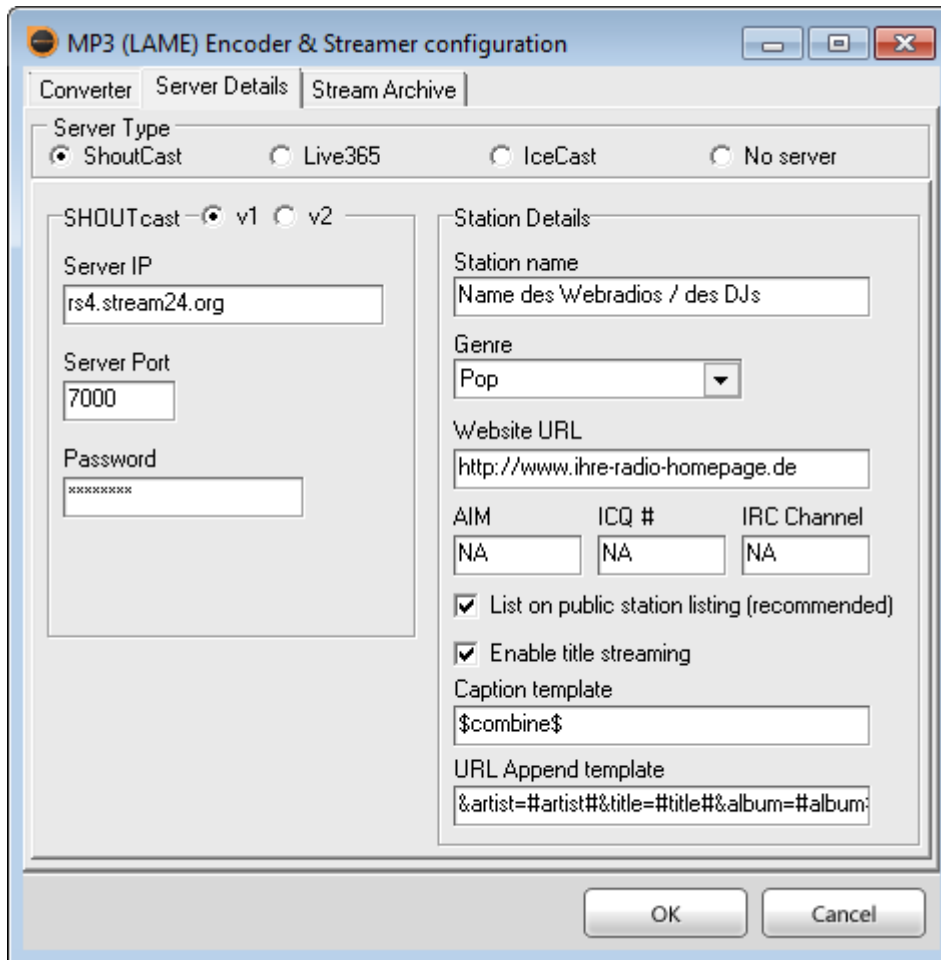 MP3 (LAME) Encoder & Streamer configuration
Converter Server Details Stream Archive
Server Type
ShoutCast Live365 IceCast No server
SHOUTcast v1 v2
Server IP
rs4.stream24.org
Server Port
7000
Password
xxxxxxxx
Station Details
Station name
Name des Webradios / des DJs
Genre
Pop
Website URL
http://www.ihre-radio-homepage.de
AIM ICQ # IRC Channel
NA NA NA
List on public station listing (recommended)
Enable title streaming
Caption template
$combine$
URL Append template
&artist=#artist#&title=#title#&album=#album#
OK Cancel